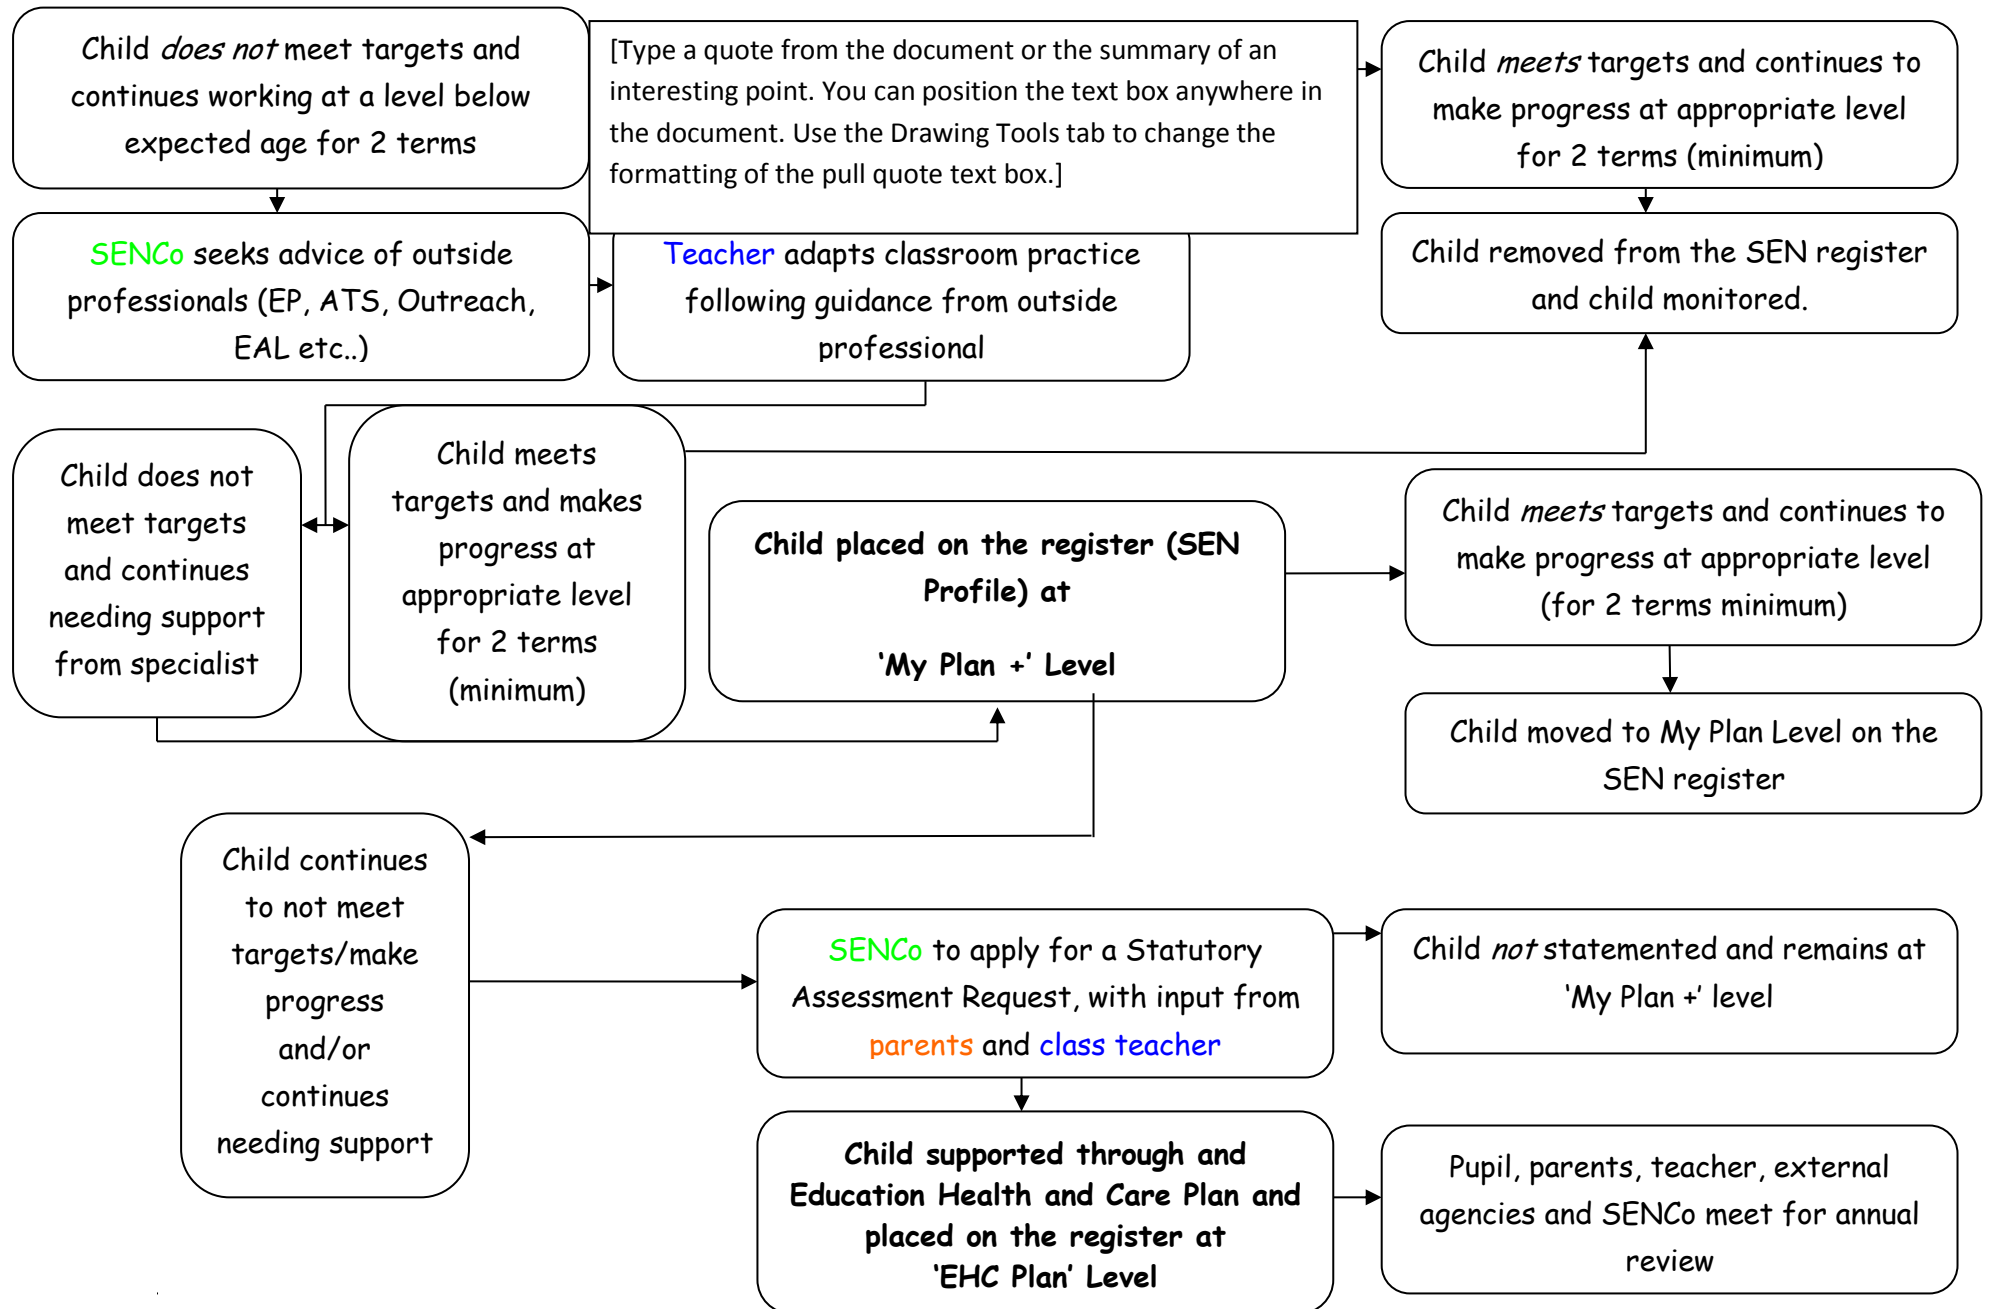 Child does not meet targets and
continues working at a level below
expected age for 2 terms
[Type a quote from the document or the summary of an
interesting point. You can position the text box anywhere in
the document. Use the Drawing Tools tab to change the
formatting of the pull quote text box.]
Child meets targets and continues to
make progress at appropriate level
for 2 terms (minimum)
SENCo seeks advice of outside
professionals (EP, ATS, Outreach,
EAL etc..)
Teacher adapts classroom practice
following guidance from outside
professional
Child removed from the SEN register
and child monitored.
Child does not
meet targets
and continues
needing support
from specialist
Child meets
targets and makes
progress at
appropriate level
for 2 terms
(minimum)
Child placed on the register (SEN
Profile) at
‘My Plan +’ Level
Child meets targets and continues to
make progress at appropriate level
(for 2 terms minimum)
Child moved to My Plan Level on the
SEN register
Child continues
to not meet
targets/make
progress
and/or
continues
needing support
SENCo to apply for a Statutory
Assessment Request, with input from
parents and class teacher
Child not statemented and remains at
‘My Plan +’ level
Child supported through and
Education Health and Care Plan and
placed on the register at
‘EHC Plan’ Level
Pupil, parents, teacher, external
agencies and SENCo meet for annual
review